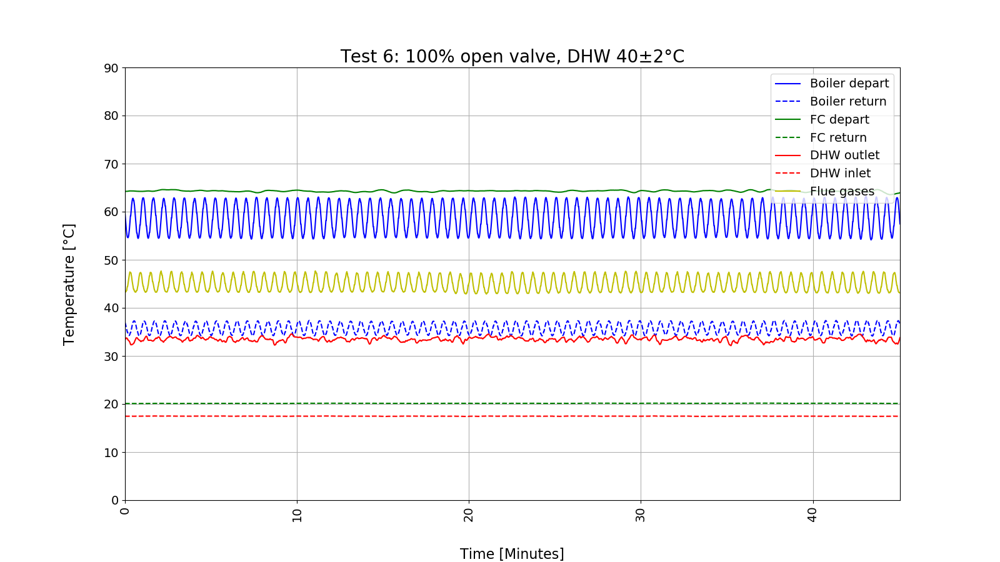 Test 6: 100% open valve, DHW 40±2°C
90
80
70
60
50
40
30
20
10
0
Temperature [°C]
Boiler depart
Boiler return
FC depart
FC return
DHW outlet
DHW inlet
Flue gases
0
10
20
30
40
Time [Minutes]